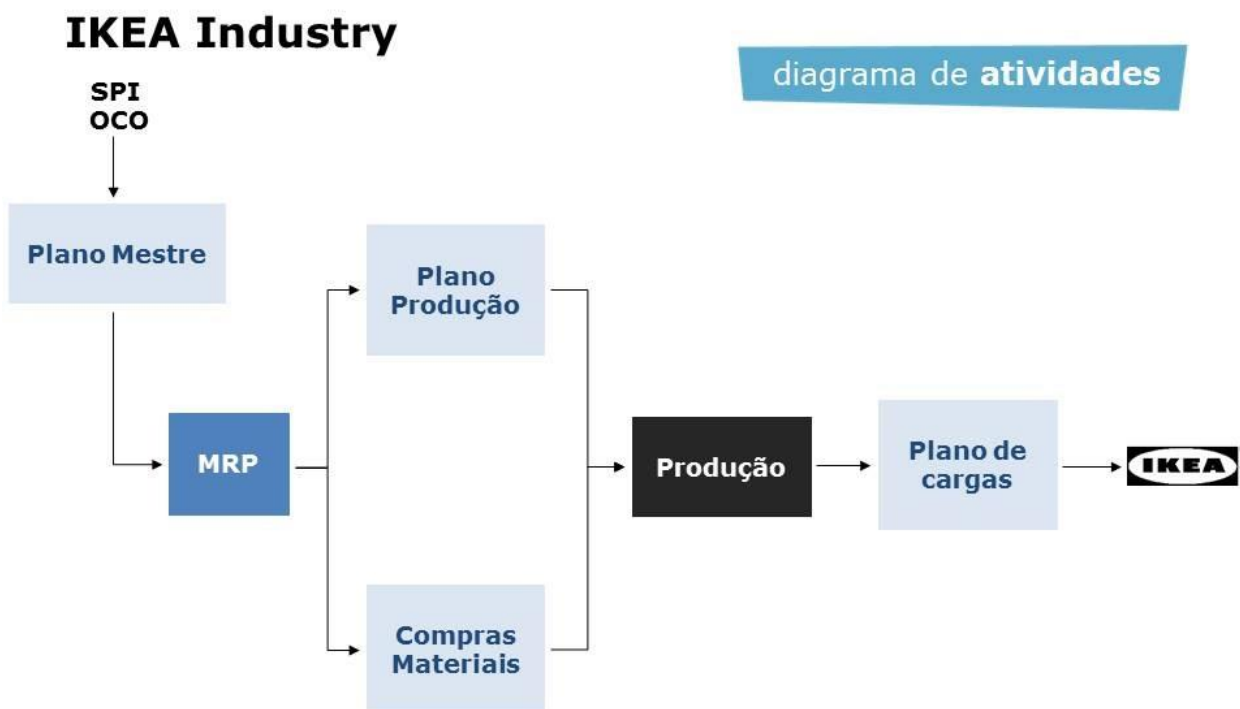 IKEA Industry
diagrama de atividades
SPI
OCO
Plano Mestre
Plano
Produção
MRP
Produção
Plano de
cargas
IKEA
Compras
Materiais